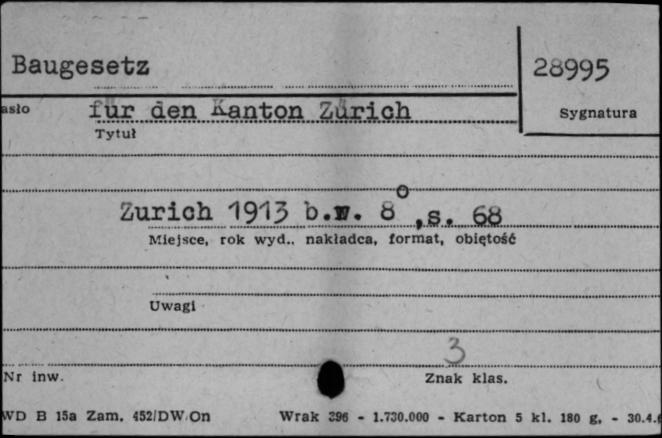 Baugesetz
28995
asło
für den Kanton Zürich
Sygnatura
Tytuł
Zurich 1913 b.w. 8° ,s. 68
Miejsce, rok wyd., nakładca, format, obiętość
Uwagi
3
Nr inw.
Znak klas.
WD B 15a Zam. 452/DW/On Wrak 396 - 1.730.000 - Karton 5 kl. 180 g. - 30.4.